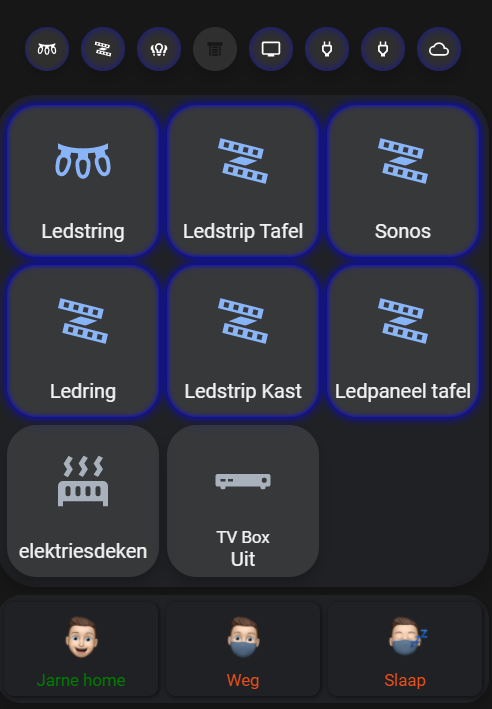 Ledstring
Ledstrip Tafel
Sonos
Ledring
Ledstrip Kast
Ledpaneel tafel
elektriesdeken
TV Box
Uit
Jarne home
Weg
Slaap